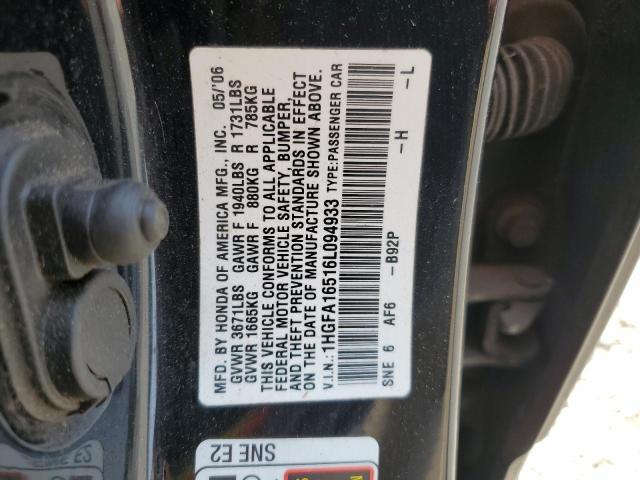 MFD. BY HONDA OF AMERICA MFG., INC. 05/'06
GVWR 3671LBS GAWR F 1940LBS R 1731LBS
GVWR 1665KG GAWR F 880KG R 785KG
THIS VEHICLE CONFORMS TO ALL APPLICABLE
FEDERAL MOTOR VEHICLE SAFETY, BUMPER,
AND THEFT PREVENTION STANDARDS IN EFFECT
ON THE DATE OF MANUFACTURE SHOWN ABOVE.
V.I.N.: 1HGFA16516L094933 TYPE:PASSENGER CAR
SNE 6 AF6 -B92P -H -L
SNE E2